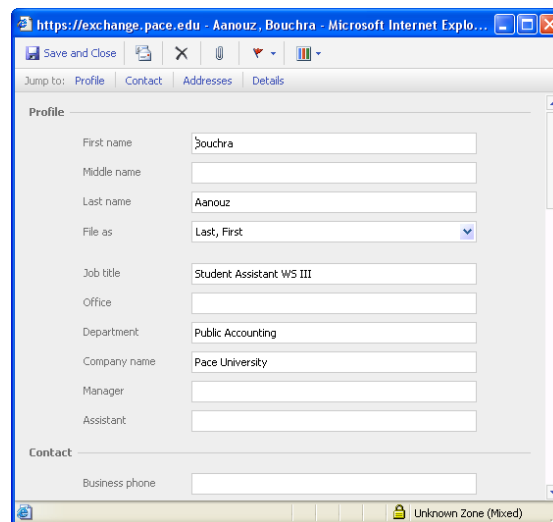 https://exchange.pace.edu - Aanouz, Bouchra - Microsoft Internet Explo...
Save and Close
Jump to: Profile | Contact | Addresses | Details
Profile
First name Bouchra
Middle name
Last name Aanouz
File as Last, First
Job title Student Assistant WS III
Office
Department Public Accounting
Company name Pace University
Manager
Assistant
Contact
Business phone
Unknown Zone (Mixed)